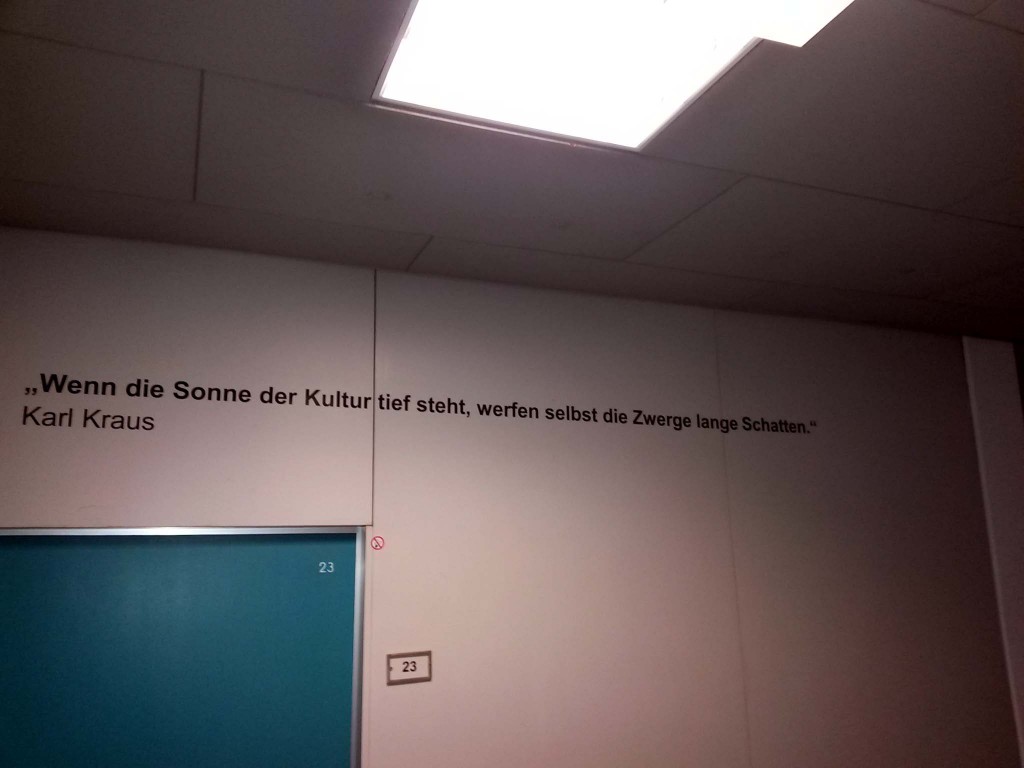 „Wenn die Sonne der Kultur tief steht, werfen selbst die Zwerge lange Schatten.“
Karl Kraus
23
23